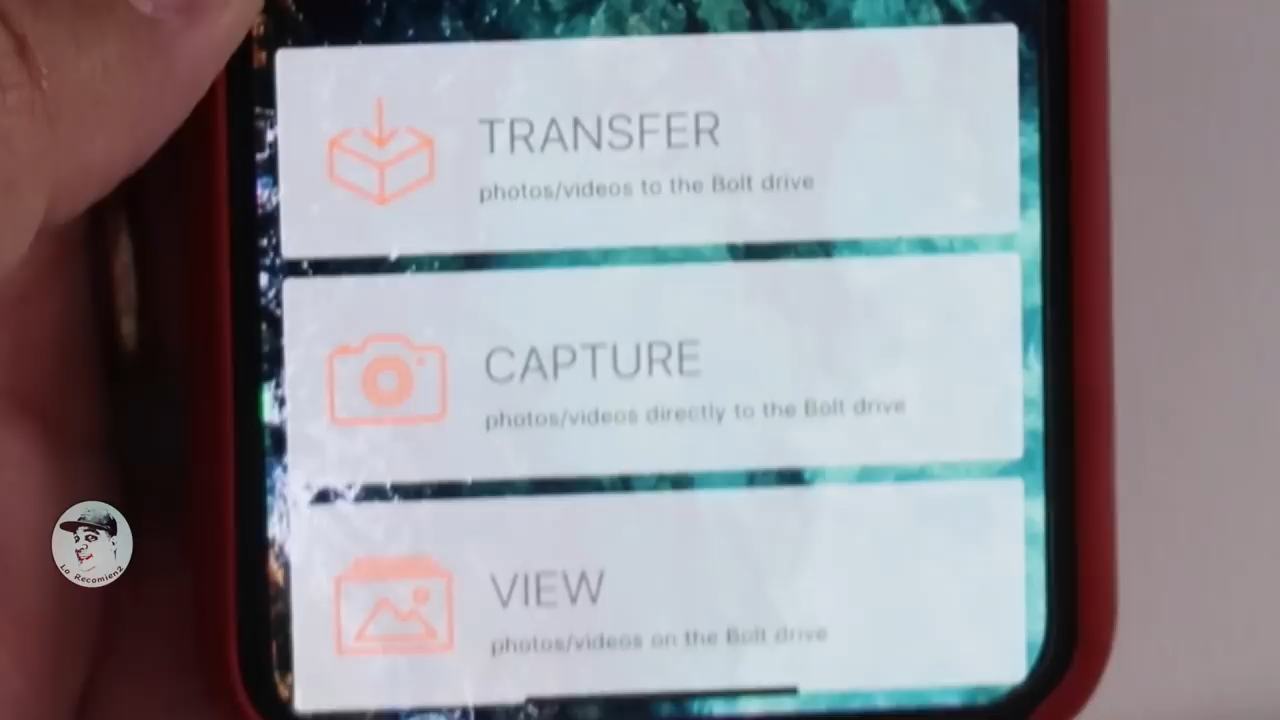 TRANSFER
photos/videos to the Bolt drive
CAPTURE
photos/videos directly to the Bolt drive
VIEW
photos/videos on the Bolt drive
Lo Recomien2